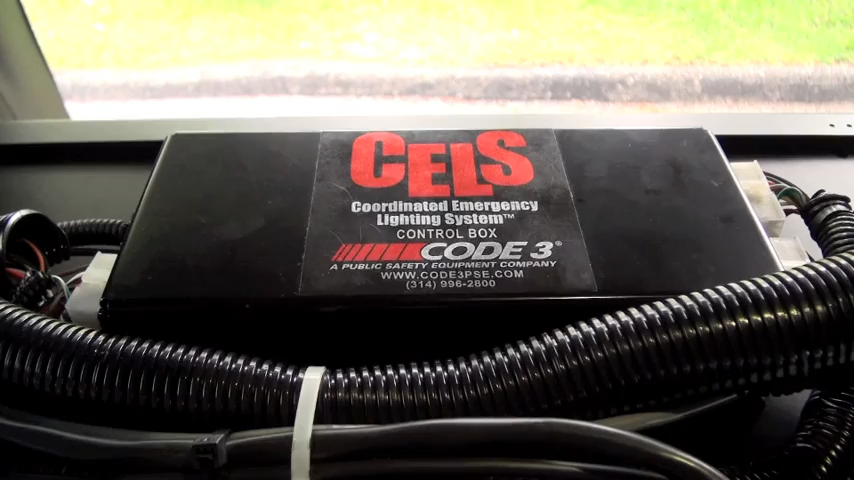 CELS
Coordinated Emergency
Lighting System™
CONTROL BOX
CODE 3®
A PUBLIC SAFETY EQUIPMENT COMPANY
WWW.CODE3PSE.COM
(314) 996-2800